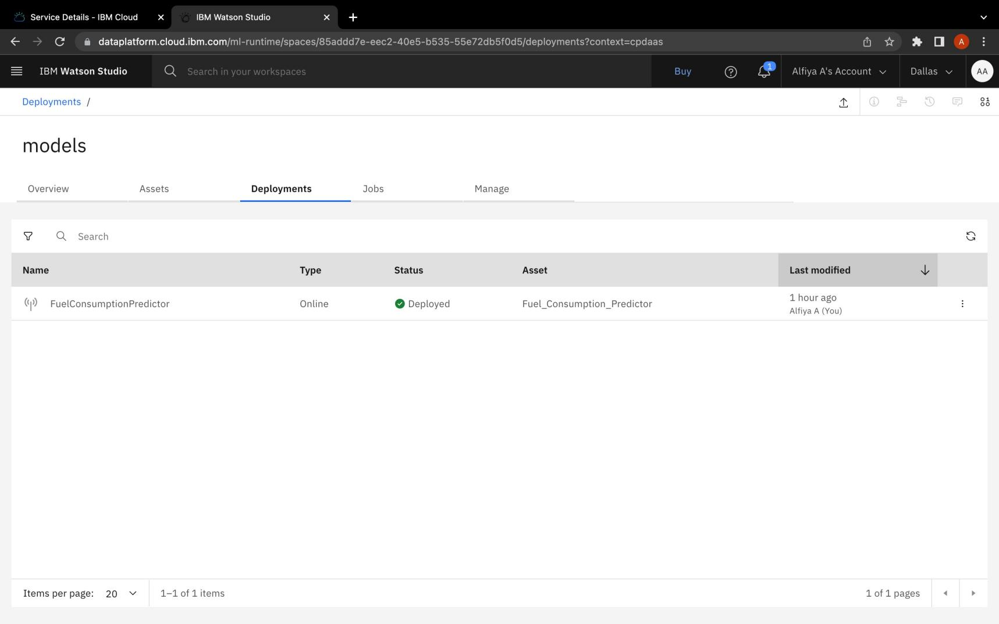 Service Details - IBM Cloud
IBM Watson Studio
dataplatform.cloud.ibm.com/ml-runtime/spaces/85addd7e-eec2-40e5-b535-55e72db5f0d5/deployments?context=cpdaas
A
IBM Watson Studio
Search in your workspaces
Buy
1
Alfiya A's Account
Dallas
AA
Deployments /
models
Overview
Assets
Deployments
Jobs
Manage
Search
Name Type Status Asset Last modified
FuelConsumptionPredictor Online Deployed Fuel_Consumption_Predictor 1 hour ago
Alfiya A (You)
Items per page: 20
1–1 of 1 items
1 of 1 pages